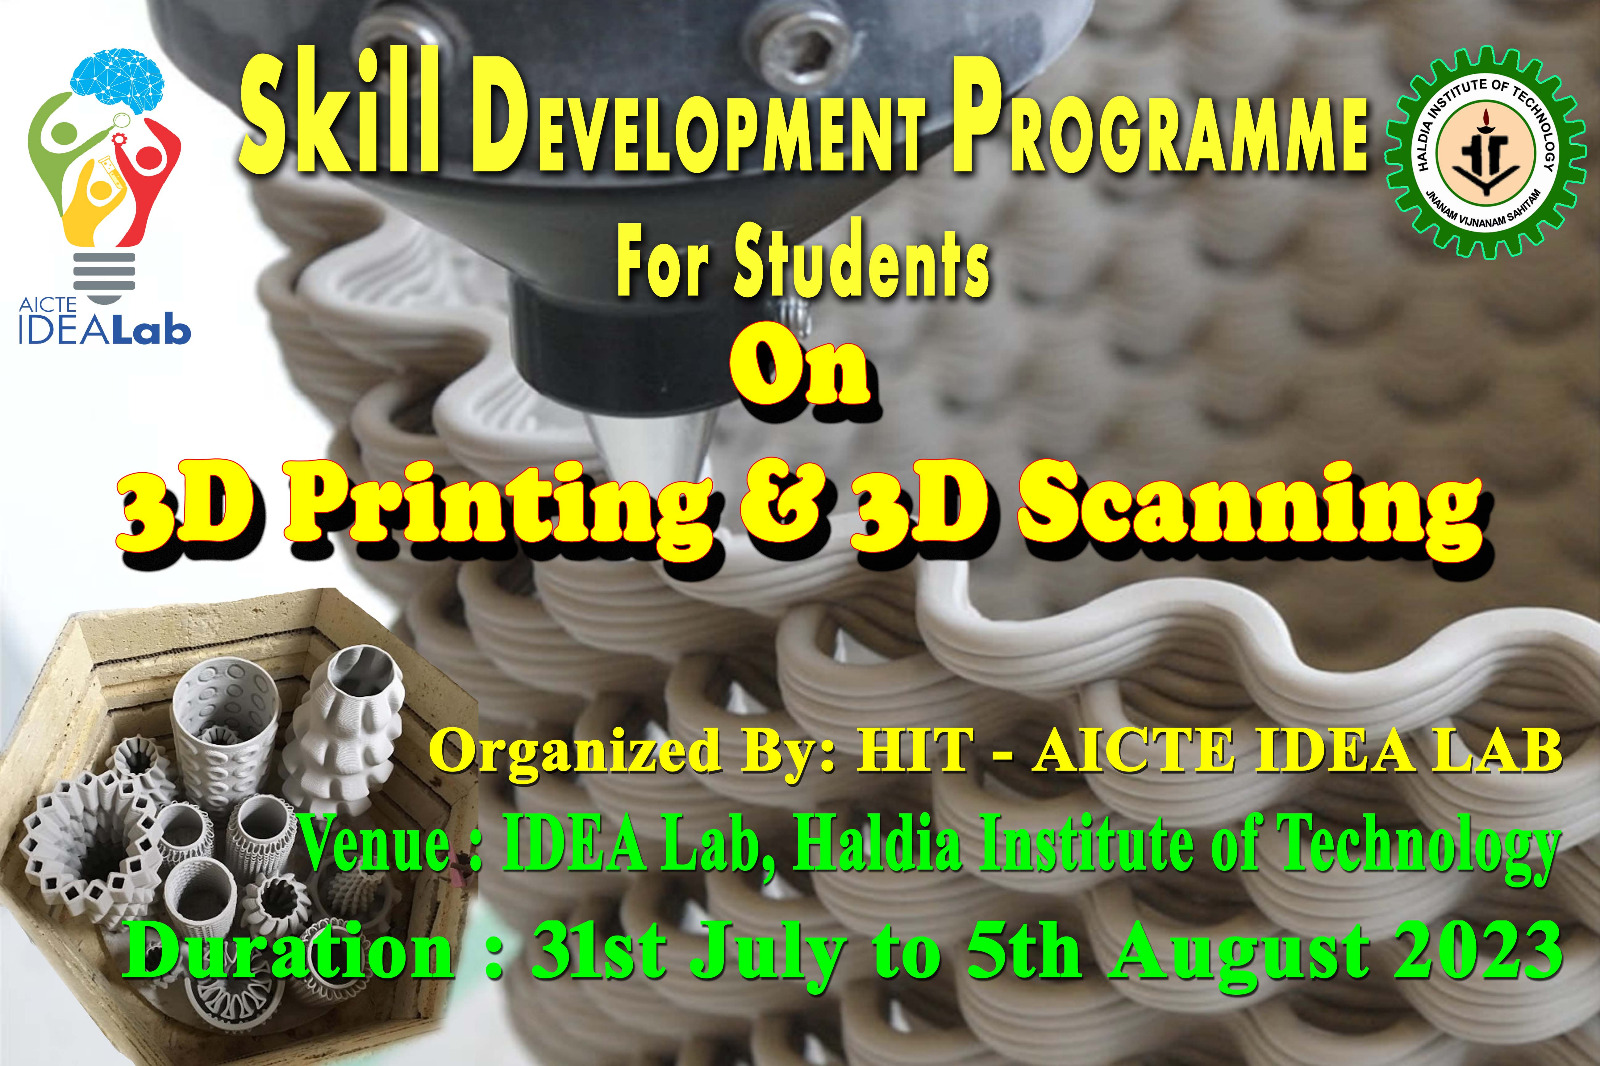 Skill DEVELOPMENT PROGRAMME
For Students
On
3D Printing & 3D Scanning
AICTE
IDEALab
HALDIA INSTITUTE OF TECHNOLOGY
JNANAM VIJNANAM SAHITAM
Organized By: HIT - AICTE IDEA LAB
Venue : IDEA Lab, Haldia Institute of Technology
Duration : 31st July to 5th August 2023